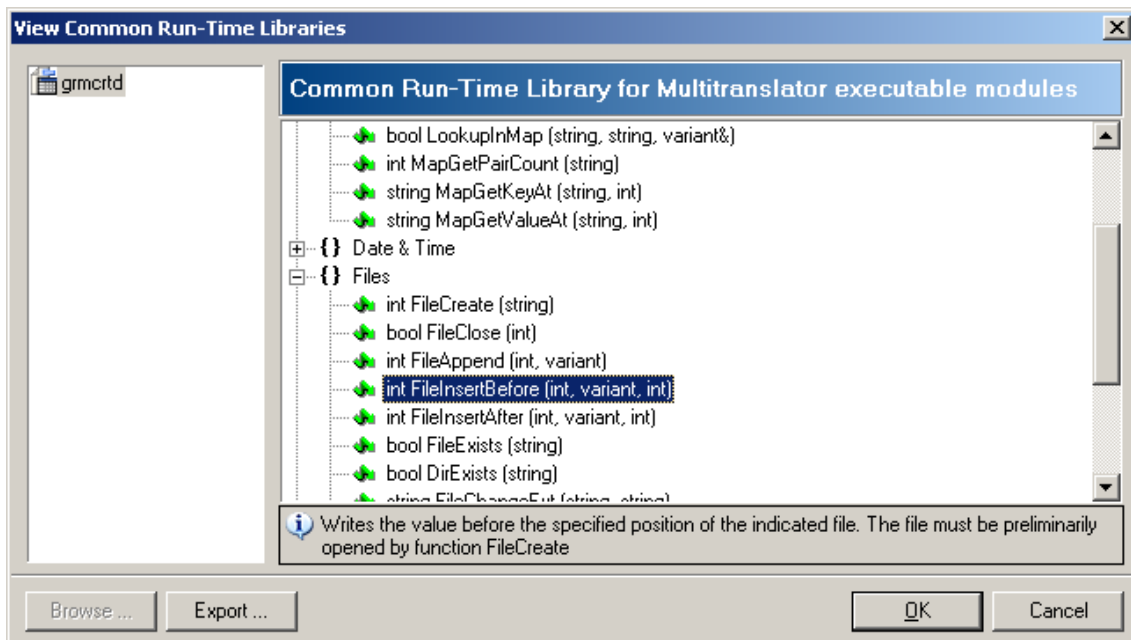 View Common Run-Time Libraries
grmcrtd
Common Run-Time Library for Multitranslator executable modules
bool LookupInMap (string, string, variant&)
int MapGetPairCount (string)
string MapGetKeyAt (string, int)
string MapGetValueAt (string, int)
{} Date & Time
{} Files
int FileCreate (string)
bool FileClose (int)
int FileAppend (int, variant)
int FileInsertBefore (int, variant, int)
int FileInsertAfter (int, variant, int)
bool FileExists (string)
bool DirExists (string)
string FileChangeExt (string, string)
Writes the value before the specified position of the indicated file. The file must be preliminarily
opened by function FileCreate
Browse ...
Export ...
OK
Cancel